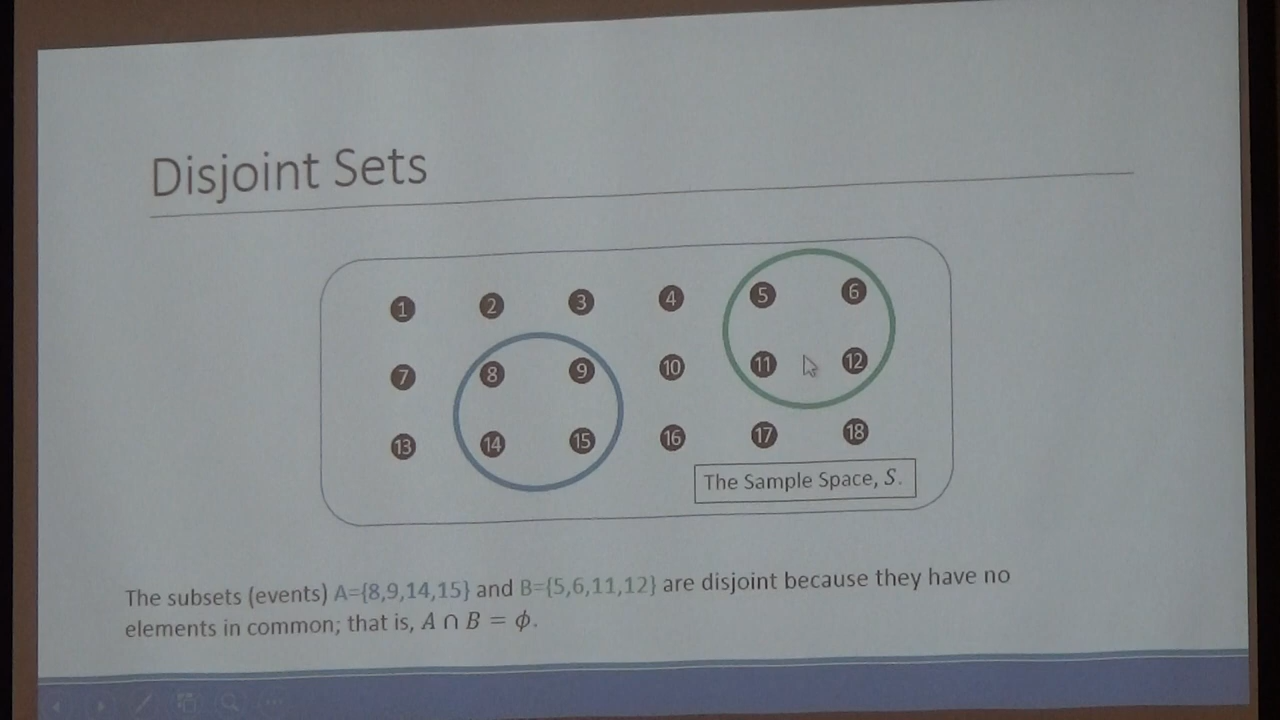 Disjoint Sets
1 2 3 4 5 6
7 8 9 10 11 12
13 14 15 16 17 18
The Sample Space, S.
The subsets (events) A={8,9,14,15} and B={5,6,11,12} are disjoint because they have no
elements in common; that is, A ∩ B = ϕ.